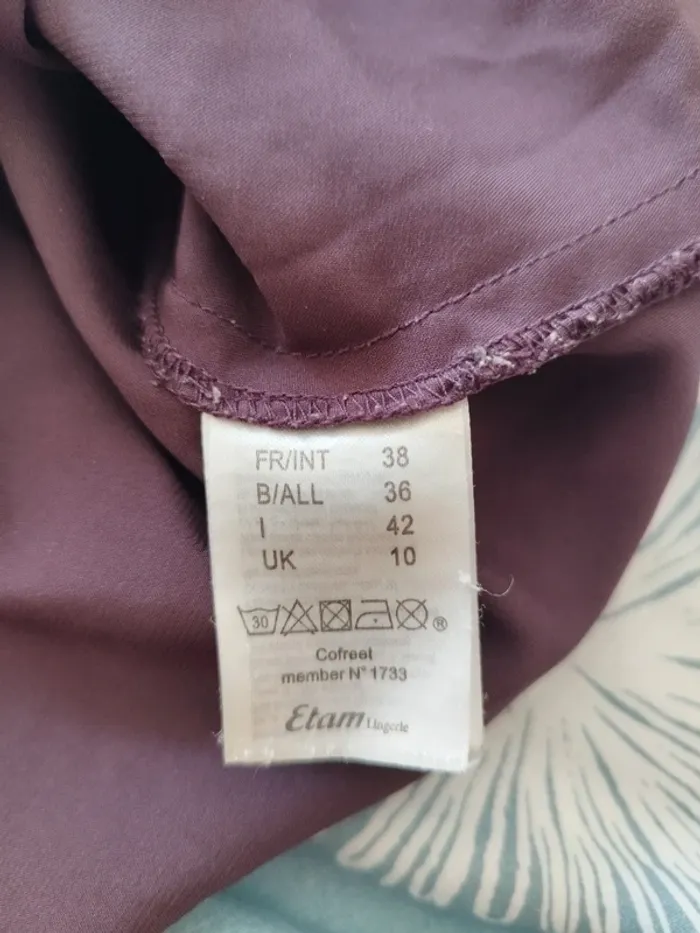 FR/INT 38
B/ALL 36
I 42
UK 10
30 ®
Cofreet
member N° 1733
Etam Lingerie